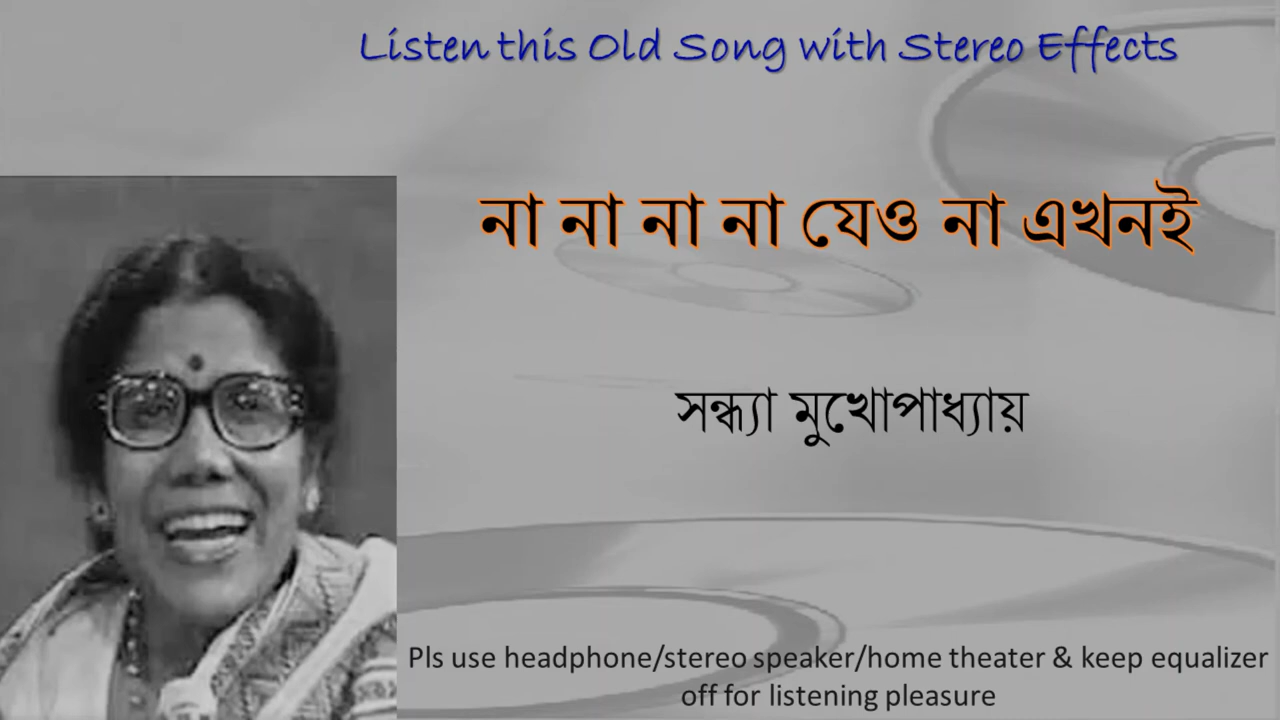 Listen this Old Song with Stereo Effects
না না না না যেও না এখনই
সন্ধ্যা মুখোপাধ্যায়
Pls use headphone/stereo speaker/home theater & keep equalizer
off for listening pleasure